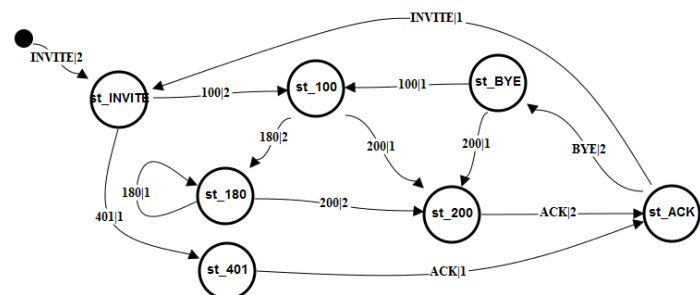 INVITE|1
INVITE|2
st_INVITE
100|2
st_100
100|1
st_BYE
180|2
200|1
200|1
BYE|2
180|1
st_180
200|2
st_200
ACK|2
st_ACK
401|1
st_401
ACK|1